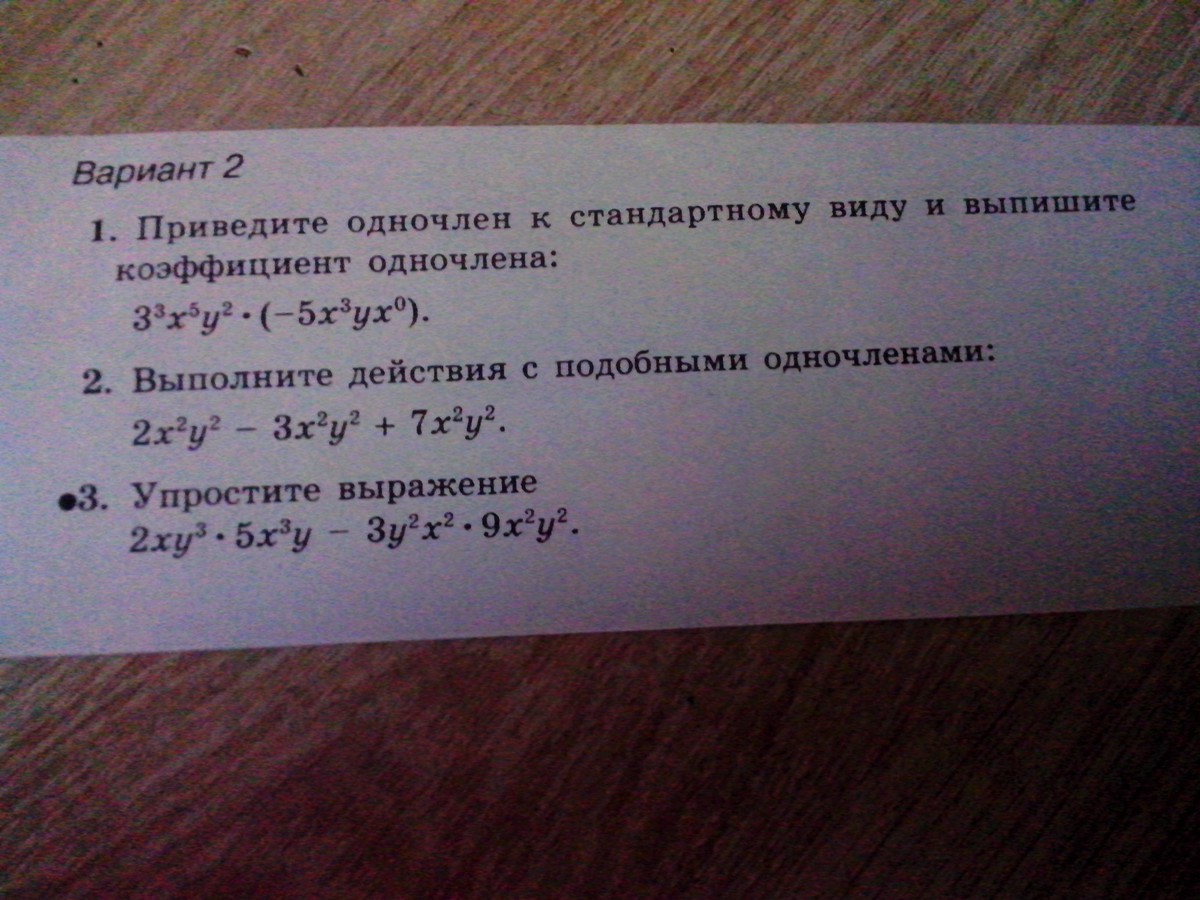 Вариант 2
1. Приведите одночлен к стандартному виду и выпишите
коэффициент одночлена:
3³x⁵y² · (−5x³yx⁰).
2. Выполните действия с подобными одночленами:
2x²y² − 3x²y² + 7x²y².
●3. Упростите выражение
2xy³ · 5x³y − 3y²x² · 9x²y².